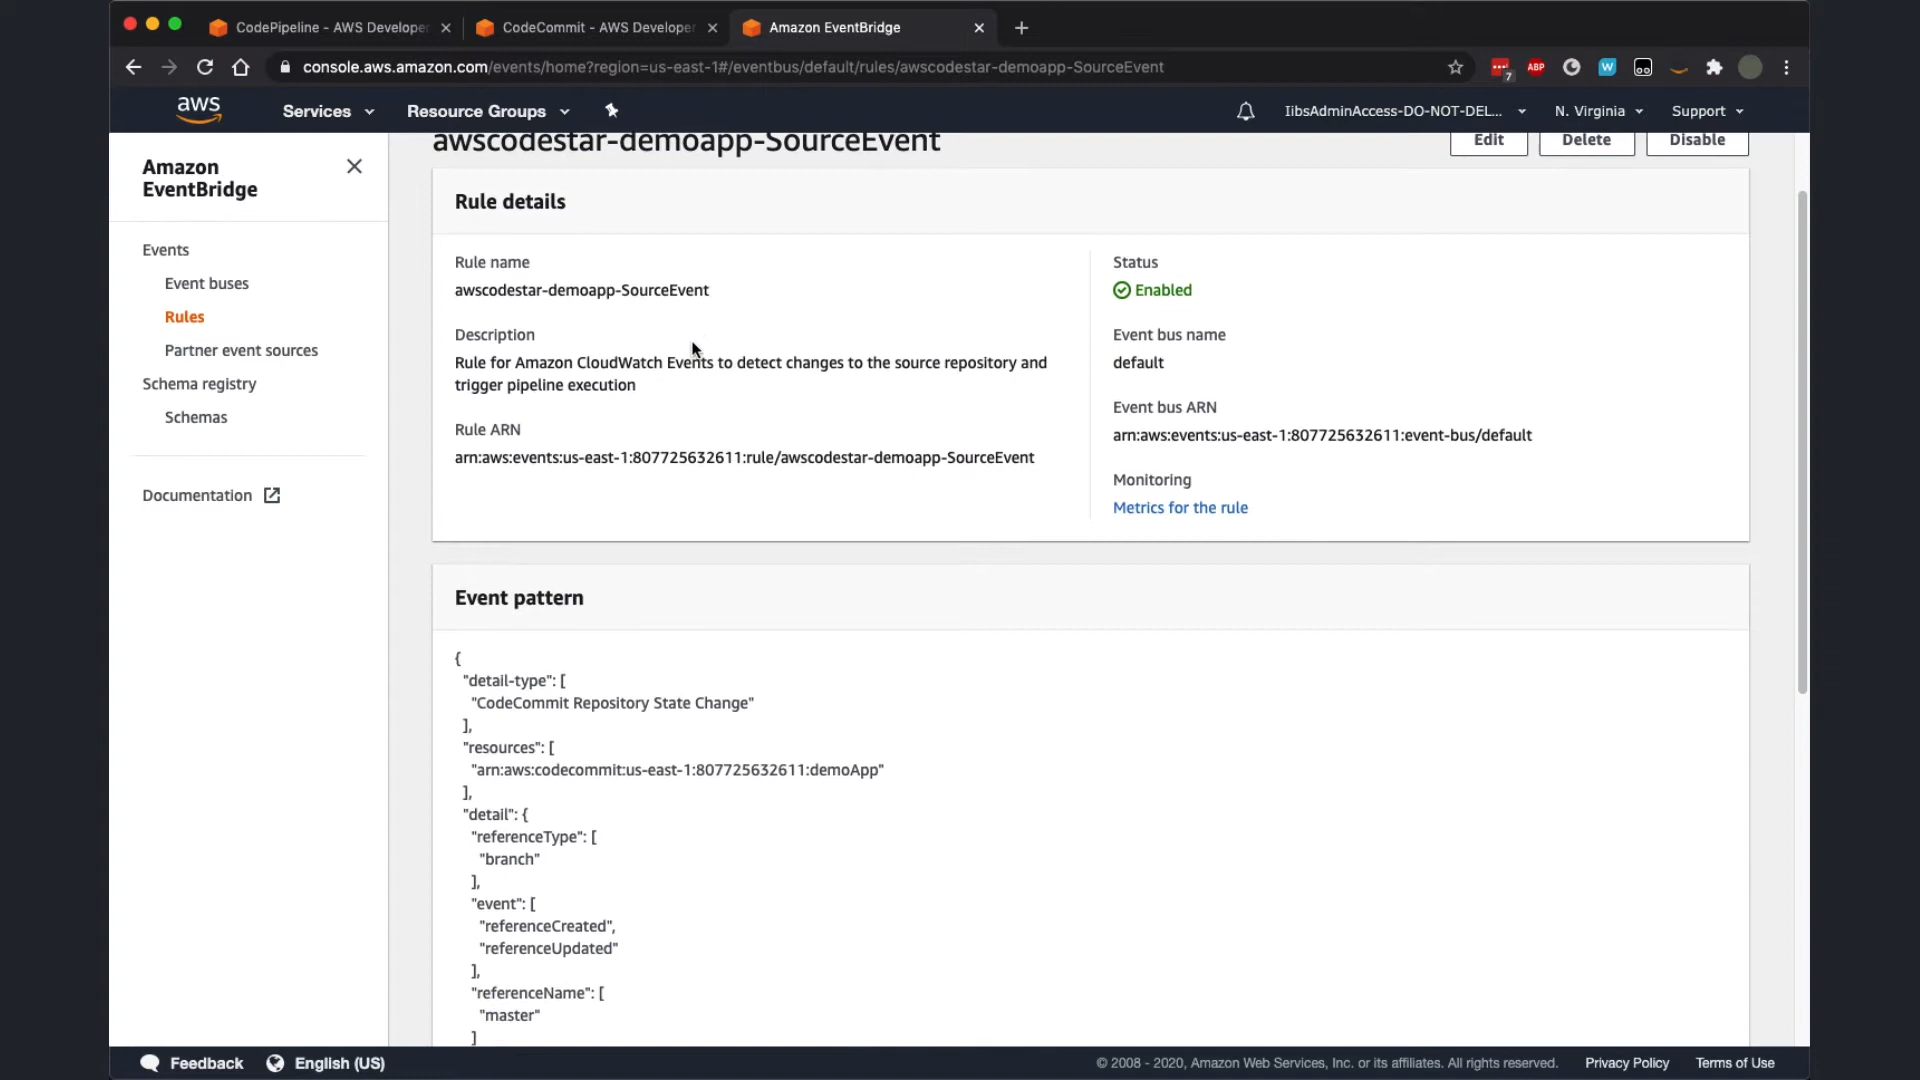 CodePipeline - AWS Developer
CodeCommit - AWS Developer
Amazon EventBridge
console.aws.amazon.com/events/home?region=us-east-1#/eventbus/default/rules/awscodestar-demoapp-SourceEvent
7
ABP
W
aws
Services
Resource Groups
IibsAdminAccess-DO-NOT-DEL...
N. Virginia
Support
Amazon
EventBridge
Events
Event buses
Rules
Partner event sources
Schema registry
Schemas
Documentation
awscodestar-demoapp-SourceEvent
Edit
Delete
Disable
Rule details
Rule name
awscodestar-demoapp-SourceEvent
Description
Rule for Amazon CloudWatch Events to detect changes to the source repository and
trigger pipeline execution
Rule ARN
arn:aws:events:us-east-1:807725632611:rule/awscodestar-demoapp-SourceEvent
Status
Enabled
Event bus name
default
Event bus ARN
arn:aws:events:us-east-1:807725632611:event-bus/default
Monitoring
Metrics for the rule
Event pattern
{
"detail-type": [
"CodeCommit Repository State Change"
],
"resources": [
"arn:aws:codecommit:us-east-1:807725632611:demoApp"
],
"detail": {
"referenceType": [
"branch"
],
"event": [
"referenceCreated",
"referenceUpdated"
],
"referenceName": [
"master"
]
Feedback
English (US)
© 2008 - 2020, Amazon Web Services, Inc. or its affiliates. All rights reserved.
Privacy Policy
Terms of Use